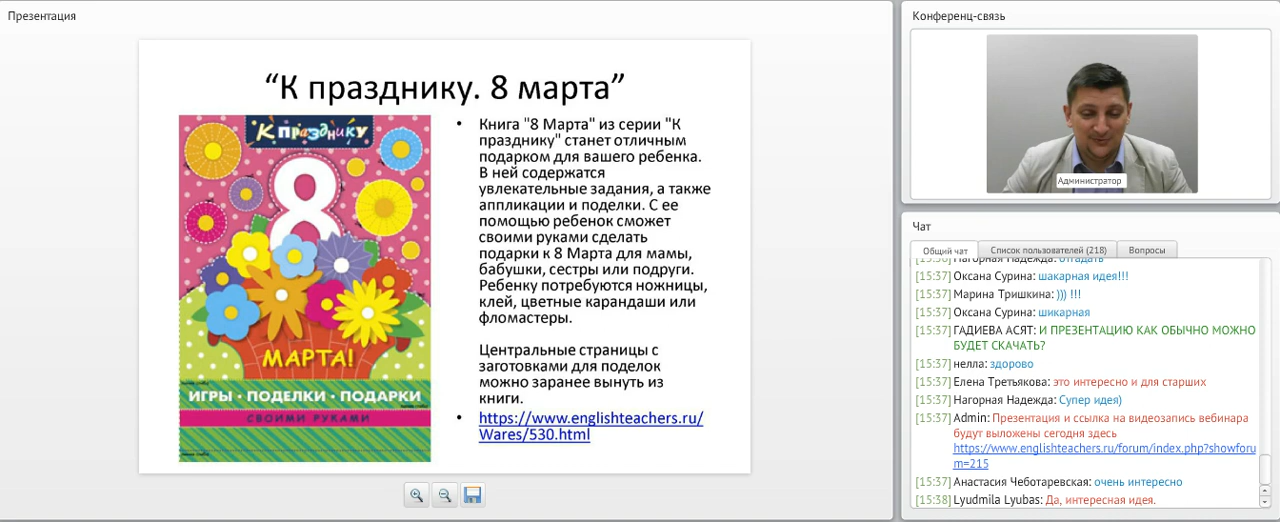 Презентация
“К празднику. 8 марта”
К празднику
8
МАРТА!
ИГРЫ • ПОДЕЛКИ • ПОДАРКИ
СВОИМИ РУКАМИ
• Книга "8 Марта" из серии "К
празднику" станет отличным
подарком для вашего ребенка.
В ней содержатся
увлекательные задания, а также
аппликации и поделки. С ее
помощью ребенок сможет
своими руками сделать
подарки к 8 Марта для мамы,
бабушки, сестры или подруги.
Ребенку потребуются ножницы,
клей, цветные карандаши или
фломастеры.
Центральные страницы с
заготовками для поделок
можно заранее вынуть из
книги.
• https://www.englishteachers.ru/
Wares/530.html
Конференц-связь
Администратор
Чат
Общий чат
Список пользователей (218)
Вопросы
Нагорная Надежда: отгадать
[15:37] Оксана Сурина: шакарная идея!!!
[15:37] Марина Тришкина: ))) !!!
[15:37] Оксана Сурина: шикарная
[15:37] ГАДИЕВА АСЯТ: И ПРЕЗЕНТАЦИЮ КАК ОБЫЧНО МОЖНО
БУДЕТ СКАЧАТЬ?
[15:37] нелла: здорово
[15:37] Елена Третьякова: это интересно и для старших
[15:37] Нагорная Надежда: Супер идея)
[15:37] Admin: Презентация и ссылка на видеозапись вебинара
будут выложены сегодня здесь
https://www.englishteachers.ru/forum/index.php?showforu
m=215
[15:37] Анастасия Чеботаревская: очень интересно
[15:38] Lyudmila Lyubas: Да, интересная идея.